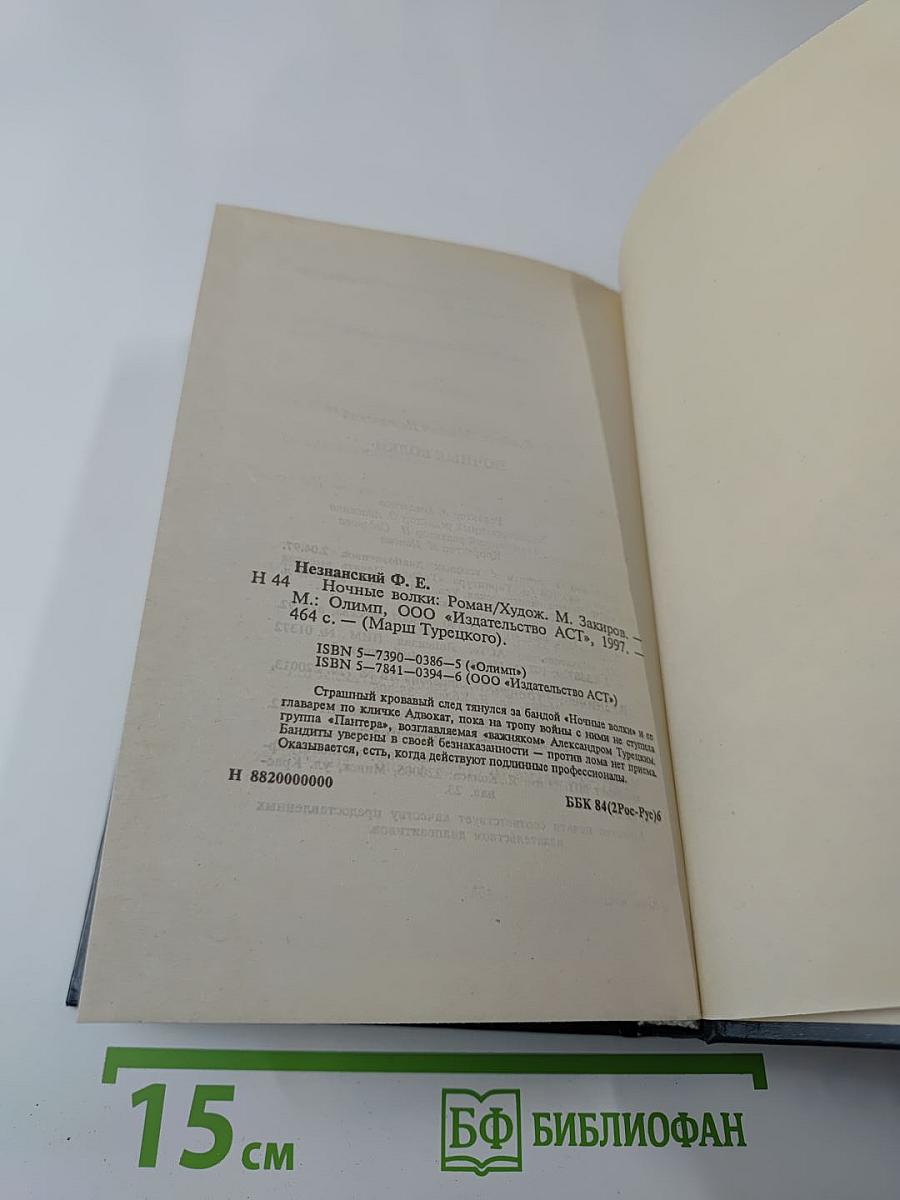 Незнанский Ф. Е.
Н 44
Ночные волки: Роман/Худож. М. Закиров. —
М.: Олимп, ООО «Издательство АСТ», 1997. —
464 с. — (Марш Турецкого).
ISBN 5—7390—0386—5 («Олимп»)
ISBN 5—7841—0394—6 (ООО «Издательство АСТ»)
Страшный кровавый след тянулся за бандой «Ночные волки» и ее
главарем по кличке Адвокат, пока на тропу войны с ними не ступила
группа «Пантера», возглавляемая «важняком» Александром Турецким.
Бандиты уверены в своей безнаказанности — против лома нет приема.
Оказывается, есть, когда действуют подлинные профессионалы.
Н 8820000000
ББК 84(2Рос-Рус)6
15 см
БФ БИБЛИОФАН